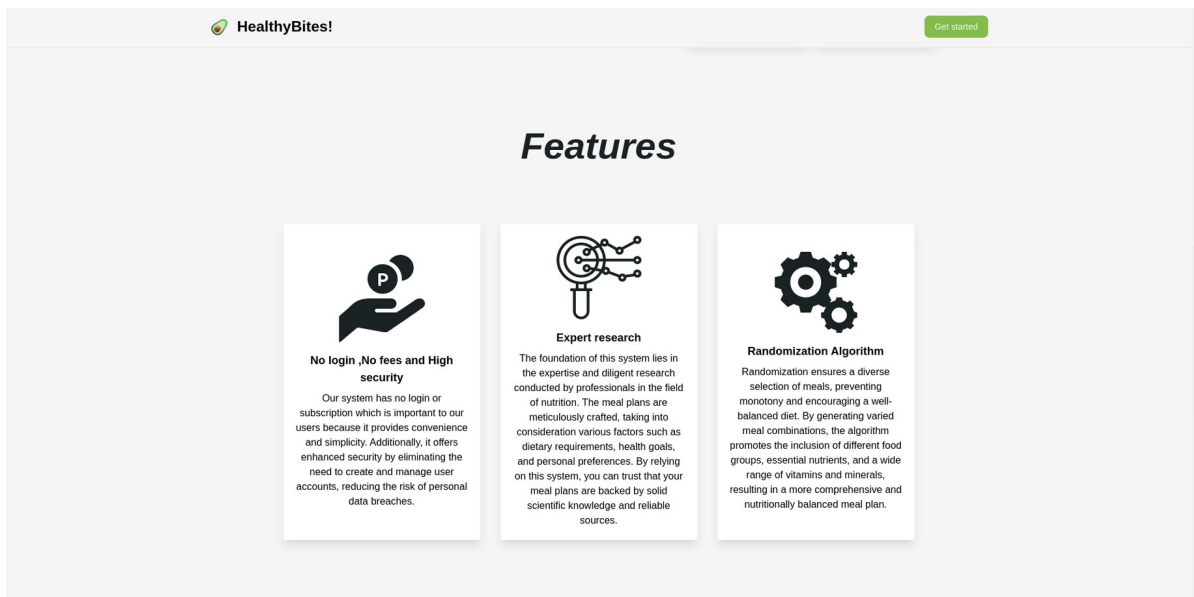 HealthyBites!
Get started
Features
P
No login ,No fees and High
security
Our system has no login or
subscription which is important to our
users because it provides convenience
and simplicity. Additionally, it offers
enhanced security by eliminating the
need to create and manage user
accounts, reducing the risk of personal
data breaches.
Expert research
The foundation of this system lies in
the expertise and diligent research
conducted by professionals in the field
of nutrition. The meal plans are
meticulously crafted, taking into
consideration various factors such as
dietary requirements, health goals,
and personal preferences. By relying
on this system, you can trust that your
meal plans are backed by solid
scientific knowledge and reliable
sources.
Randomization Algorithm
Randomization ensures a diverse
selection of meals, preventing
monotony and encouraging a well-
balanced diet. By generating varied
meal combinations, the algorithm
promotes the inclusion of different food
groups, essential nutrients, and a wide
range of vitamins and minerals,
resulting in a more comprehensive and
nutritionally balanced meal plan.